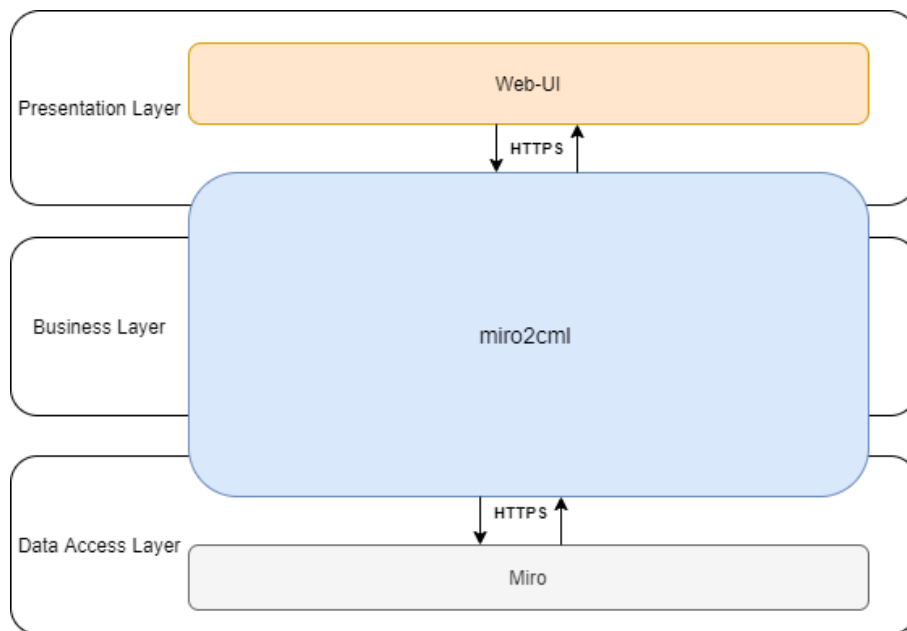 Web-UI
Presentation Layer
HTTPS
Business Layer
miro2cml
HTTPS
Data Access Layer
Miro